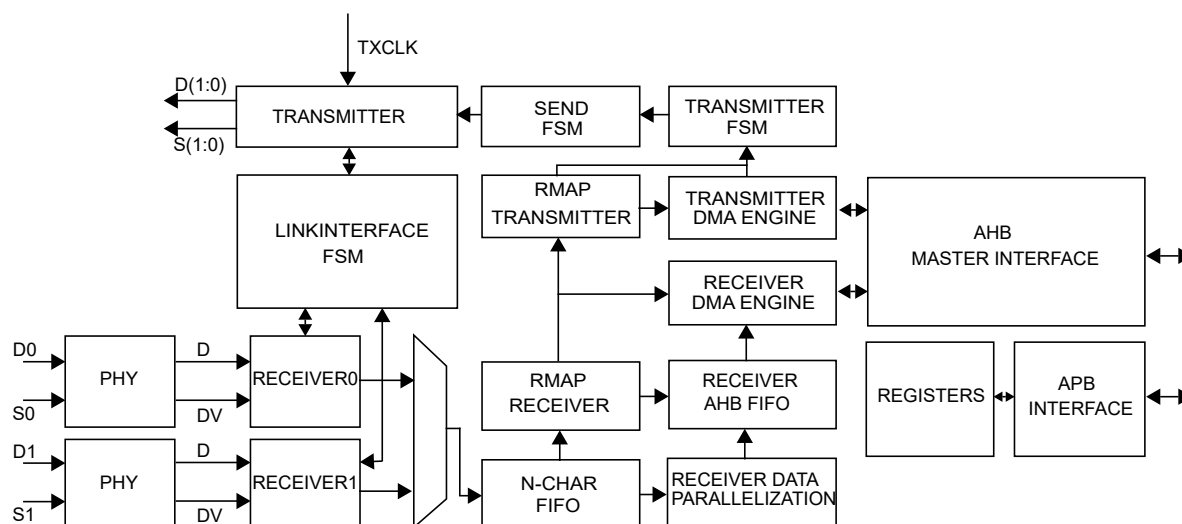 TXCLK
D(1:0)
S(1:0)
TRANSMITTER
SEND
FSM
TRANSMITTER
FSM
LINKINTERFACE
FSM
RMAP
TRANSMITTER
TRANSMITTER
DMA ENGINE
AHB
MASTER INTERFACE
RECEIVER
DMA ENGINE
D0
S0
PHY
D
DV
RECEIVER0
RMAP
RECEIVER
RECEIVER
AHB FIFO
REGISTERS
APB
INTERFACE
D1
S1
PHY
D
DV
RECEIVER1
N-CHAR
FIFO
RECEIVER DATA
PARALLELIZATION